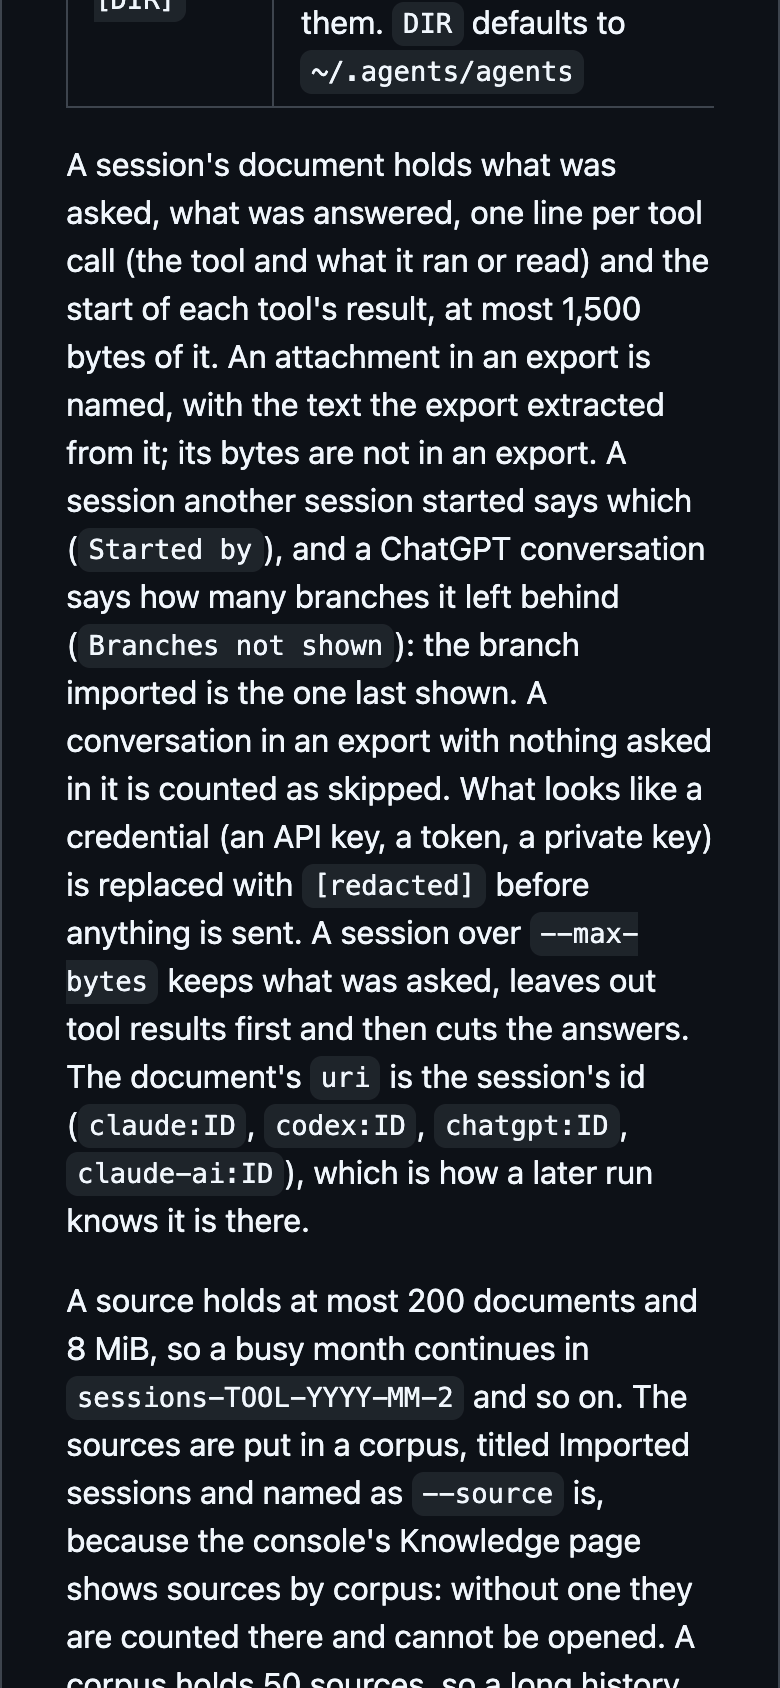 [DIR]
them. DIR defaults to
~/.agents/agents
A session's document holds what was
asked, what was answered, one line per tool
call (the tool and what it ran or read) and the
start of each tool's result, at most 1,500
bytes of it. An attachment in an export is
named, with the text the export extracted
from it; its bytes are not in an export. A
session another session started says which
(Started by), and a ChatGPT conversation
says how many branches it left behind
(Branches not shown): the branch
imported is the one last shown. A
conversation in an export with nothing asked
in it is counted as skipped. What looks like a
credential (an API key, a token, a private key)
is replaced with [redacted] before
anything is sent. A session over --max-
bytes keeps what was asked, leaves out
tool results first and then cuts the answers.
The document's uri is the session's id
(claude:ID, codex:ID, chatgpt:ID,
claude-ai:ID), which is how a later run
knows it is there.
A source holds at most 200 documents and
8 MiB, so a busy month continues in
sessions-TOOL-YYYY-MM-2 and so on. The
sources are put in a corpus, titled Imported
sessions and named as --source is,
because the console's Knowledge page
shows sources by corpus: without one they
are counted there and cannot be opened. A
corpus holds 50 sources, so a long history